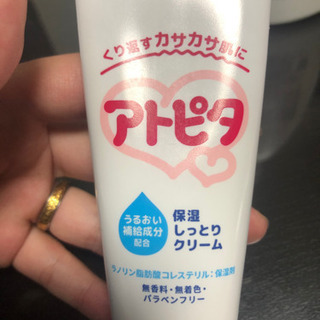 くり返すカサカサ肌に
アトピタ
うるおい
補給成分
配合
保湿
しっとり
クリーム
ラノリン脂肪酸コレステリル：保湿剤
無香料・無着色・
パラベンフリー